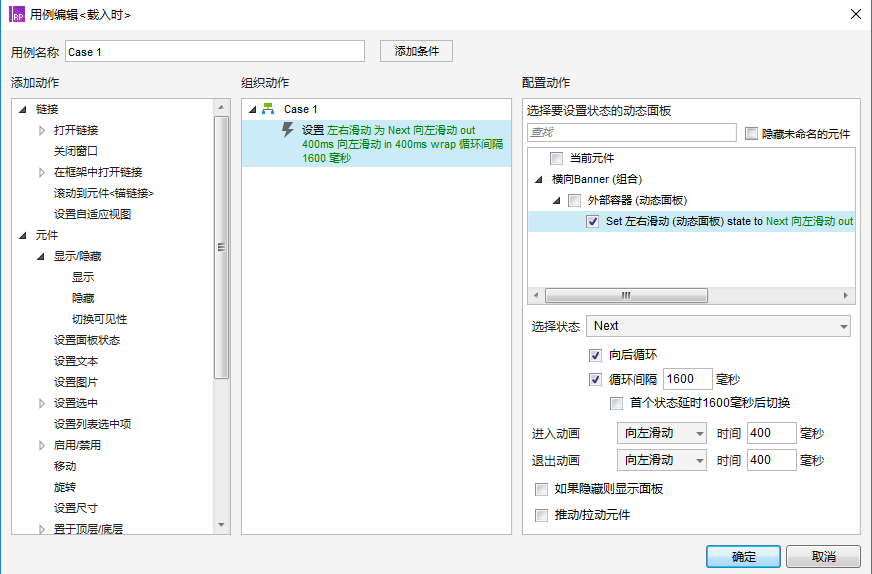 RP 用例编辑<载入时>
用例名称 Case 1 添加条件
添加动作
链接
打开链接
关闭窗口
在框架中打开链接
滚动到元件<锚链接>
设置自适应视图
元件
显示/隐藏
显示
隐藏
切换可见性
设置面板状态
设置文本
设置图片
设置选中
设置列表选中项
启用/禁用
移动
旋转
设置尺寸
置于顶层/底层
组织动作
Case 1
设置 左右滑动 为 Next 向左滑动 out
400ms 向左滑动 in 400ms wrap 循环间隔
1600 毫秒
配置动作
选择要设置状态的动态面板
查找 隐藏未命名的元件
当前元件
横向Banner (组合)
外部容器 (动态面板)
Set 左右滑动 (动态面板) state to Next 向左滑动 out
选择状态 Next
向后循环
循环间隔 1600 毫秒
首个状态延时1600毫秒后切换
进入动画 向左滑动 时间 400 毫秒
退出动画 向左滑动 时间 400 毫秒
如果隐藏则显示面板
推动/拉动元件
确定 取消